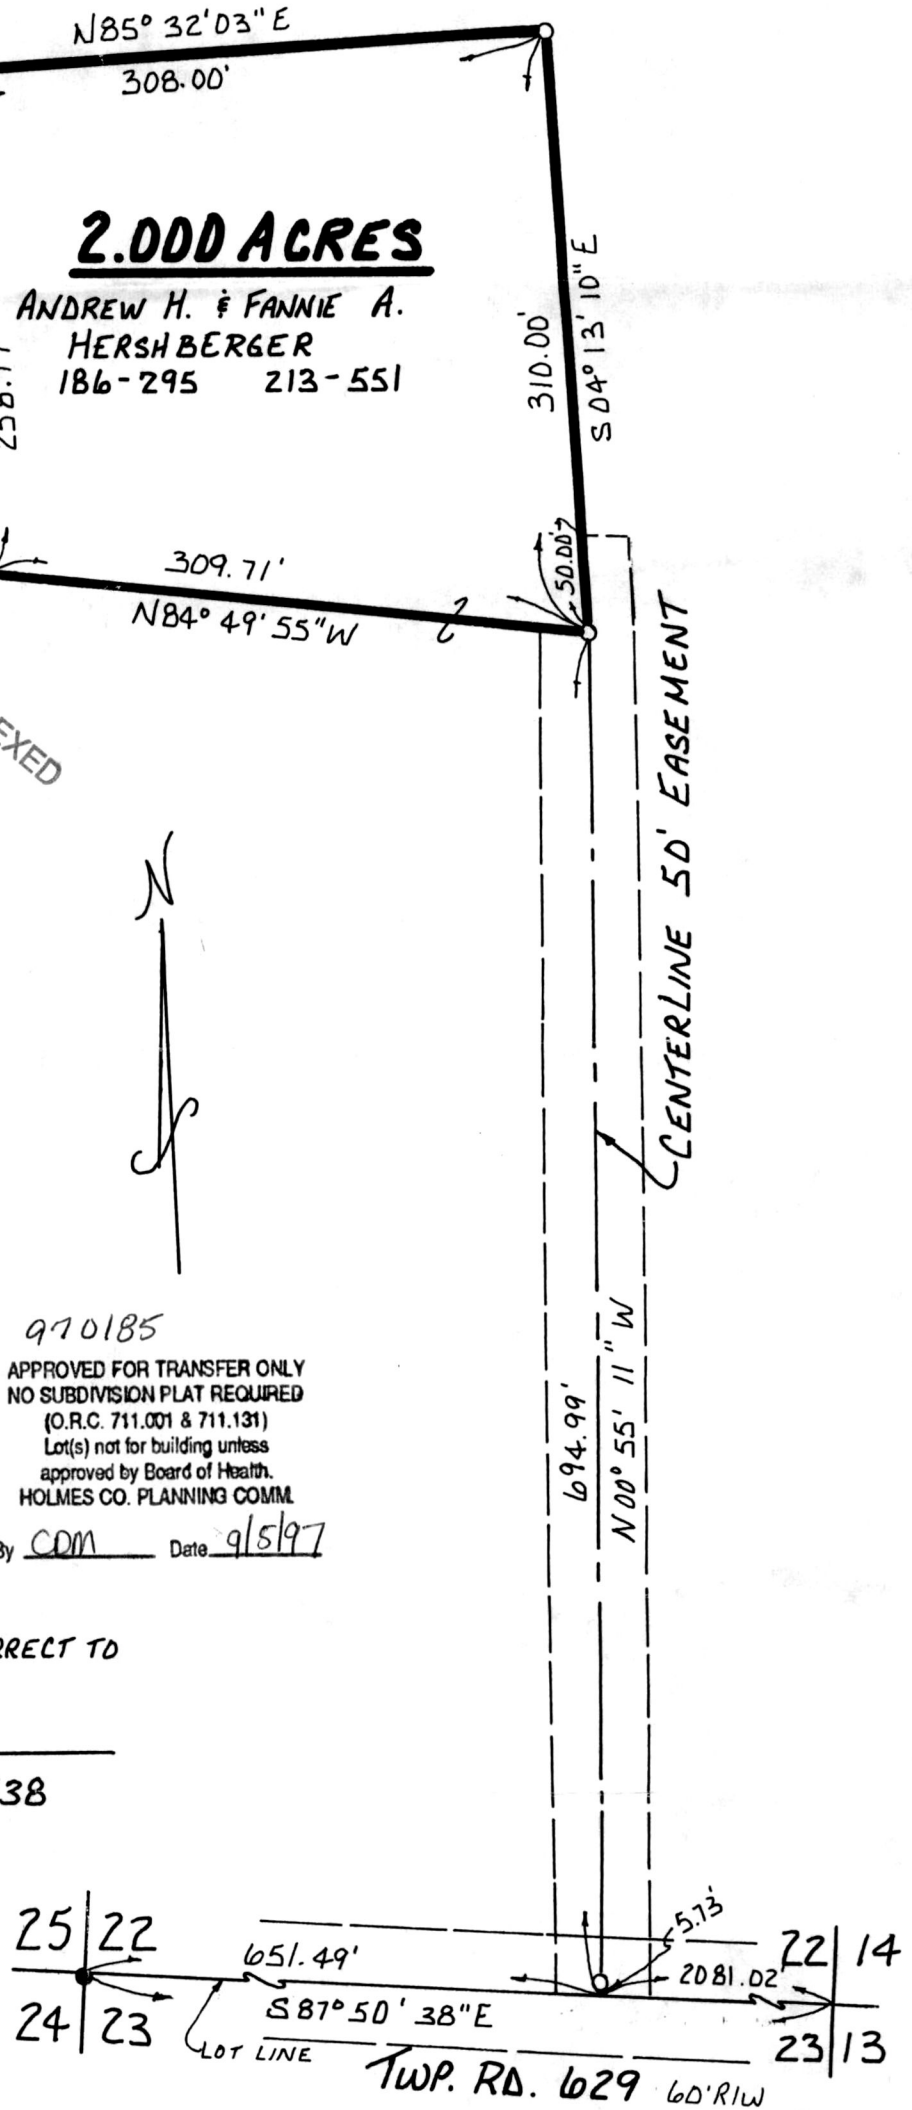 N85° 32'03"E
308.00'
2.000 ACRES
ANDREW H. & FANNIE A.
HERSHBERGER
186-295 213-551
310.00'
S04° 13' 10"E
50.00'
309.71'
N84° 49' 55"W
CENTERLINE 50' EASEMENT
N
970185
APPROVED FOR TRANSFER ONLY
NO SUBDIVISION PLAT REQUIRED
(O.R.C. 711.001 & 711.131)
Lot(s) not for building unless
approved by Board of Health.
HOLMES CO. PLANNING COMM.
By CDM Date 9/5/97
694.99'
N00° 55' 11" W
RRECT TO
38
25 22
24 23
651.49'
S87° 50' 38"E
LOT LINE
5.73'
2081.02'
22 14
23 13
TWP. RD. 629 60' R/W